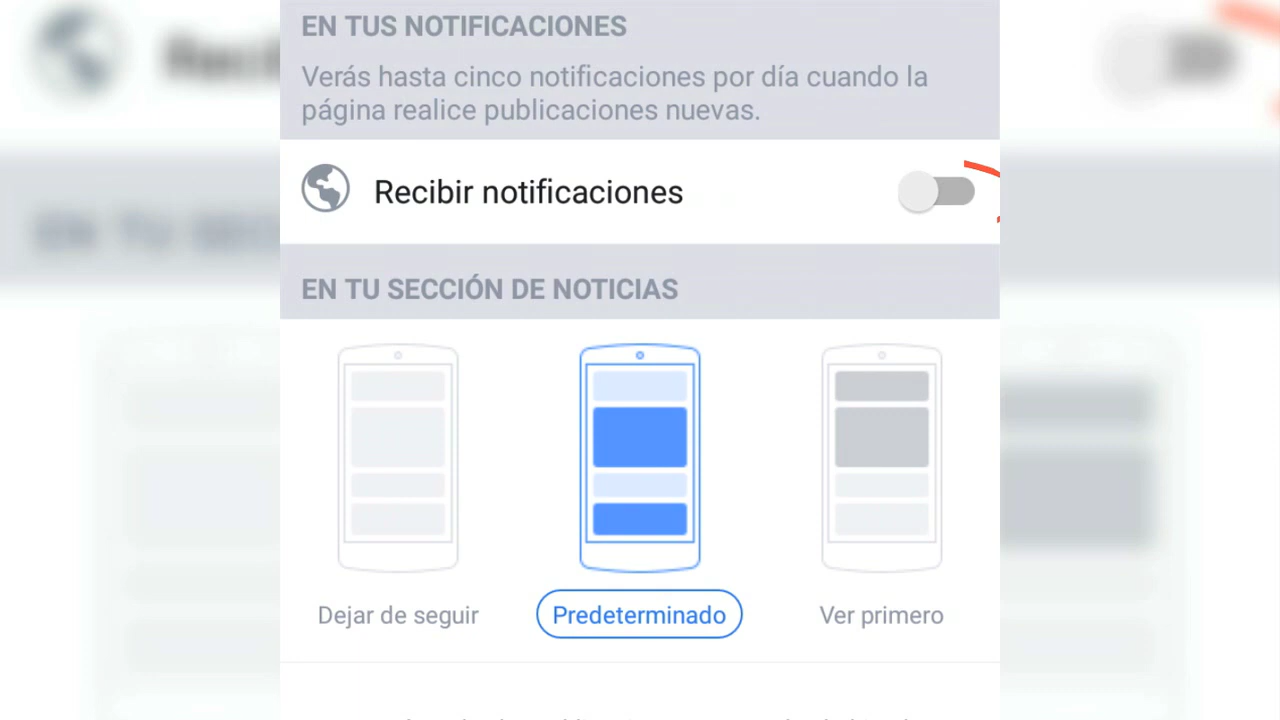 EN TUS NOTIFICACIONES
Verás hasta cinco notificaciones por día cuando la
página realice publicaciones nuevas.
Recibir notificaciones
EN TU SECCIÓN DE NOTICIAS
Dejar de seguir
Predeterminado
Ver primero